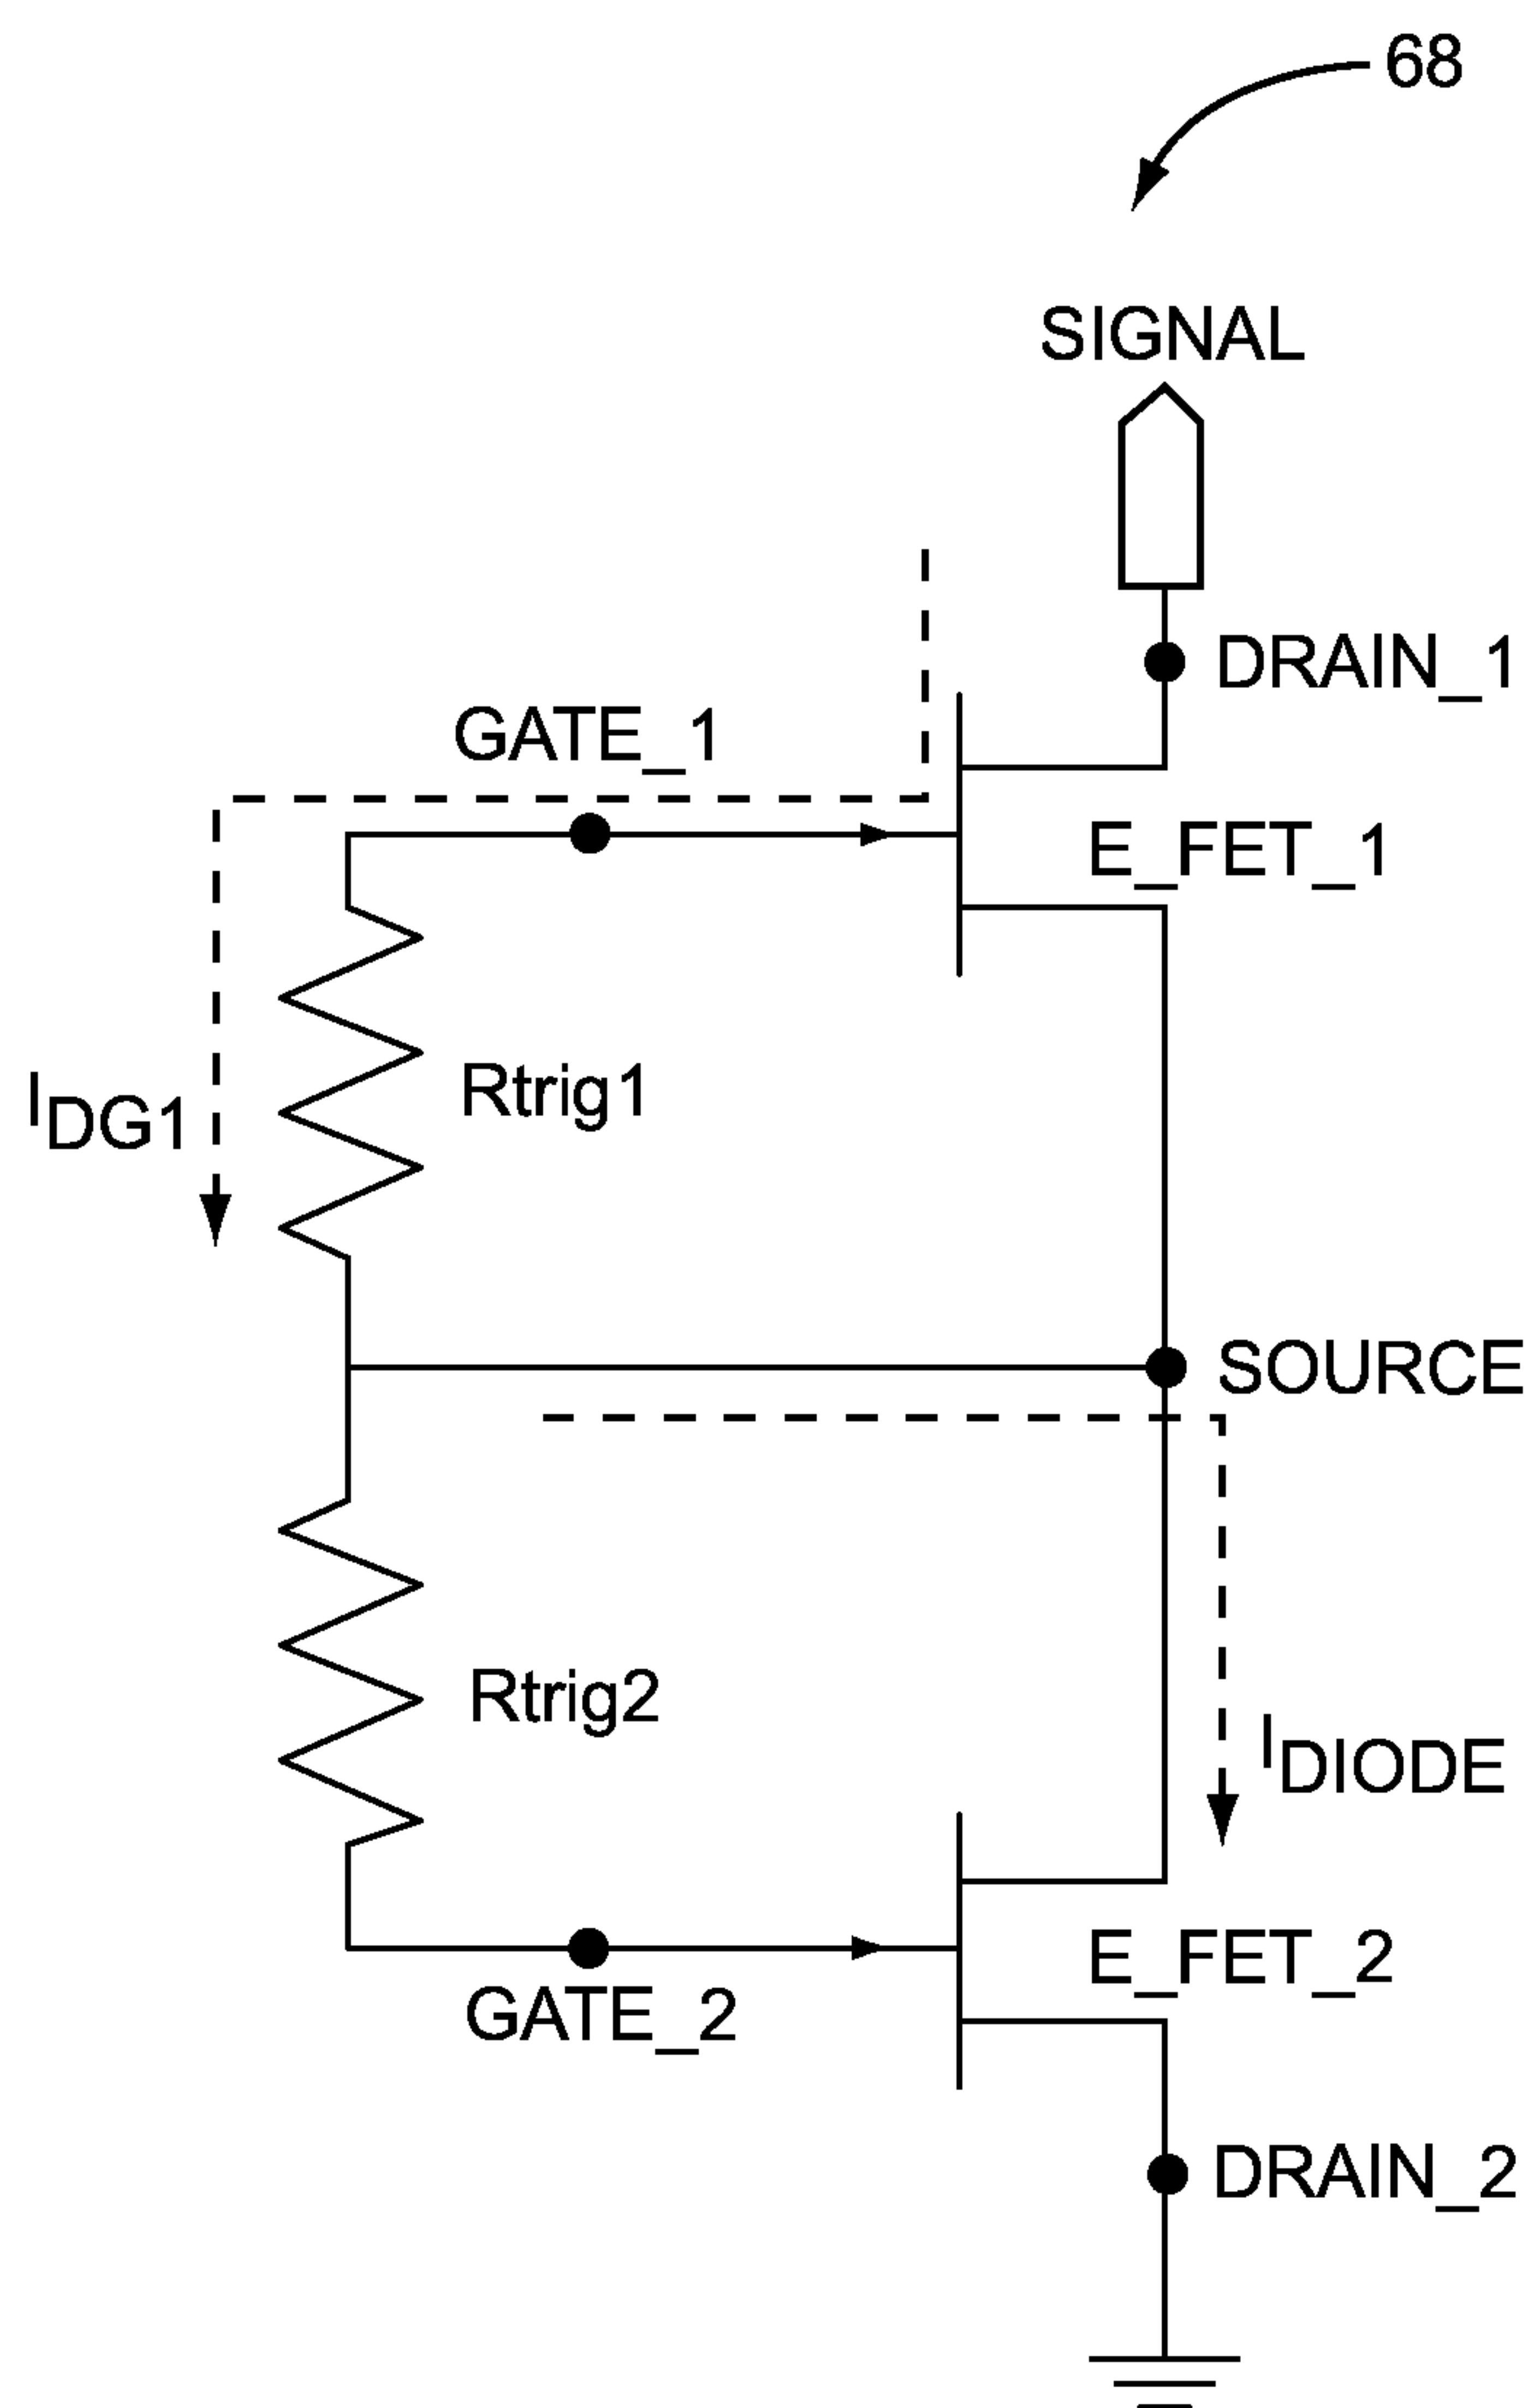 68
SIGNAL
DRAIN_1
GATE_1
E_FET_1
Rtrig1
IDG1
SOURCE
Rtrig2
IDIODE
E_FET_2
GATE_2
DRAIN_2